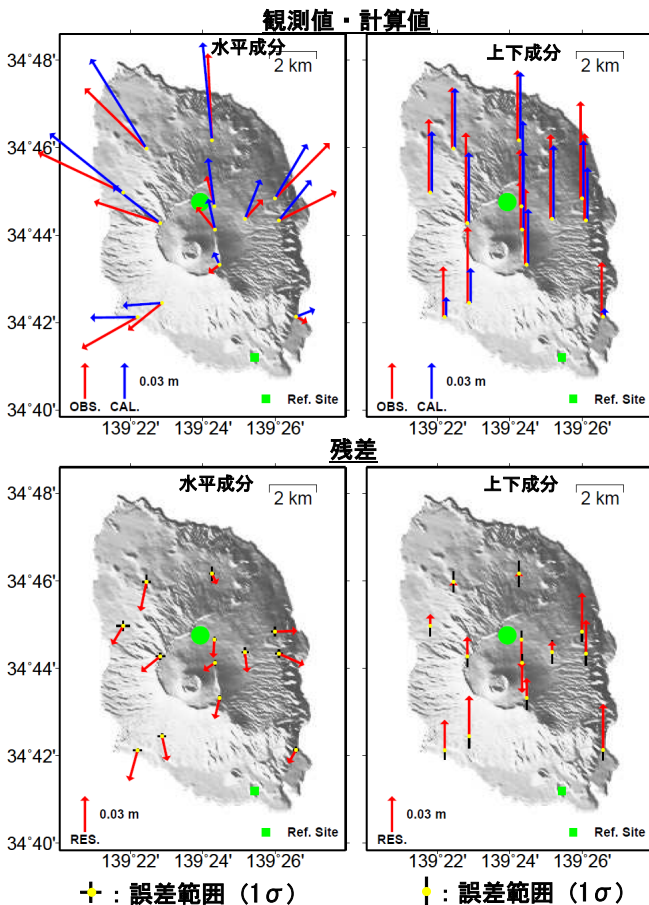 観測値・計算値
水平成分
2 km
上下成分
2 km
34°48'
34°46'
34°44'
34°42'
34°40'
0.03 m
OBS. CAL.
Ref. Site
0.03 m
OBS. CAL.
Ref. Site
139°22' 139°24' 139°26'
139°22' 139°24' 139°26'
残差
水平成分
2 km
上下成分
2 km
34°48'
34°46'
34°44'
34°42'
34°40'
0.03 m
RES.
Ref. Site
0.03 m
RES.
Ref. Site
139°22' 139°24' 139°26'
139°22' 139°24' 139°26'
：誤差範囲（1σ）
：誤差範囲（1σ）